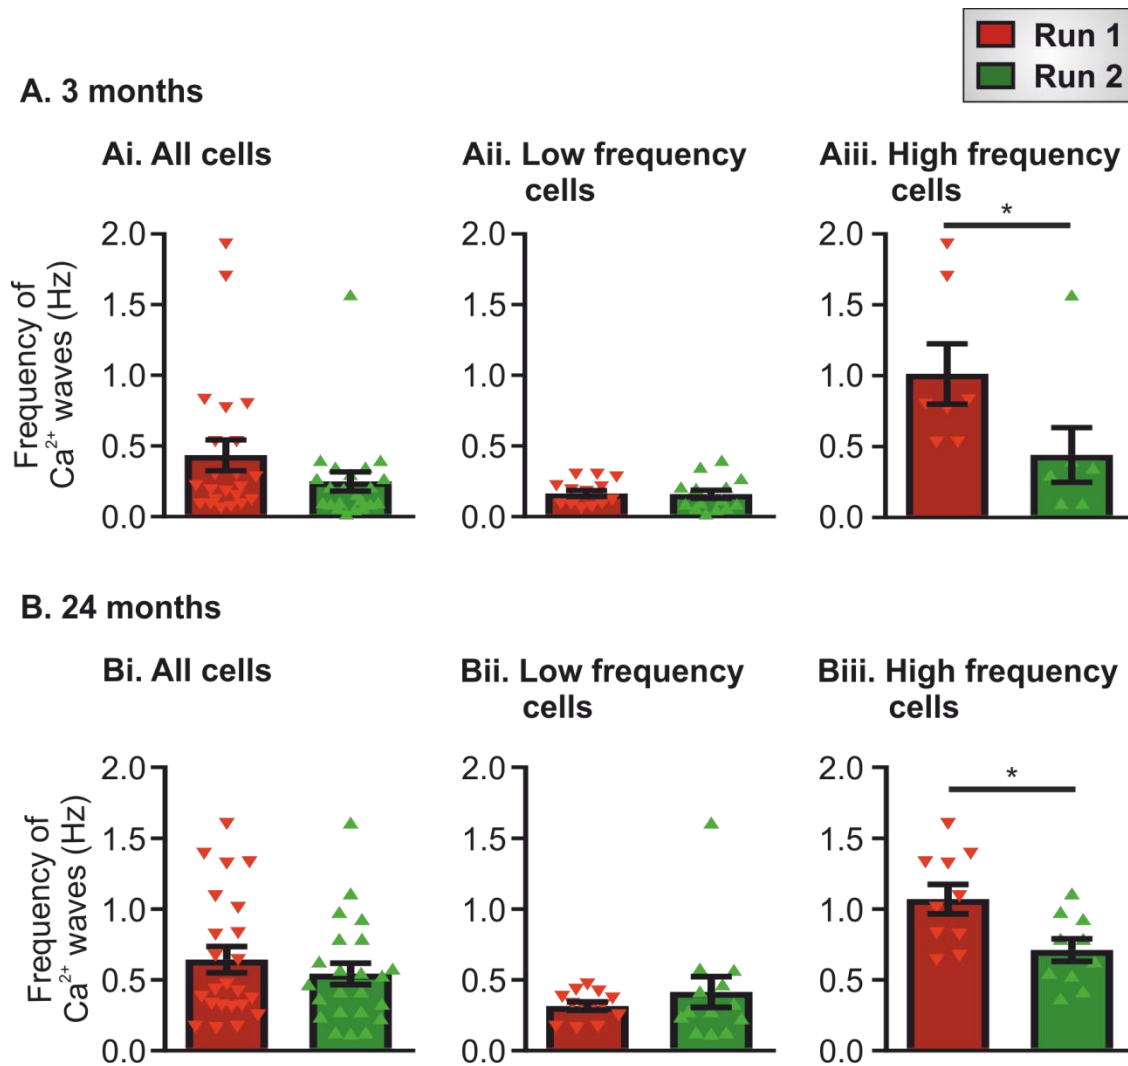 Run 1
Run 2
A. 3 months
Ai. All cells
Aii. Low frequency
cells
Aiii. High frequency
cells
*
Frequency of
Ca²⁺ waves (Hz)
2.0
1.5
1.0
0.5
0.0
2.0
1.5
1.0
0.5
0.0
2.0
1.5
1.0
0.5
0.0
B. 24 months
Bi. All cells
Bii. Low frequency
cells
Biii. High frequency
cells
*
Frequency of
Ca²⁺ waves (Hz)
2.0
1.5
1.0
0.5
0.0
2.0
1.5
1.0
0.5
0.0
2.0
1.5
1.0
0.5
0.0